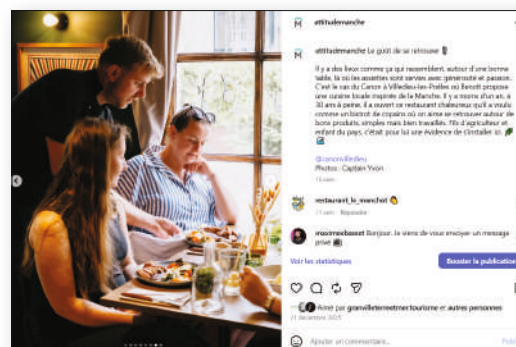 attitudemanche
attitudemanche Le goût de se retrouver
Il y a des lieux comme ça qui rassemblent, autour d'une bonne
table, là où les assiettes sont servies avec générosité et passion.
C'est le cas du Canon à Villedieu-les-Poêles où Benoît propose
une cuisine locale inspirée de la Manche. Il y a moins d'un an, à
30 ans à peine, il a ouvert ce restaurant chaleureux qu'il a voulu
comme un bistrot de copains où on aime se retrouver autour de
bons produits, simples mais bien travaillés. Fils d'agriculteur et
enfant du pays, c'était pour lui une évidence de s'installer ici.
@canonvilledieu
Photos : Captain Yvon
restaurant_le_manchot
Répondre
maximecbasset Bonjour. Je viens de vous envoyer un message
privé
Voir les statistiques
Booster la publication
Aimé par granvilleterreetmertourisme et autres personnes
décembre 2025
Ajouter un commentaire...